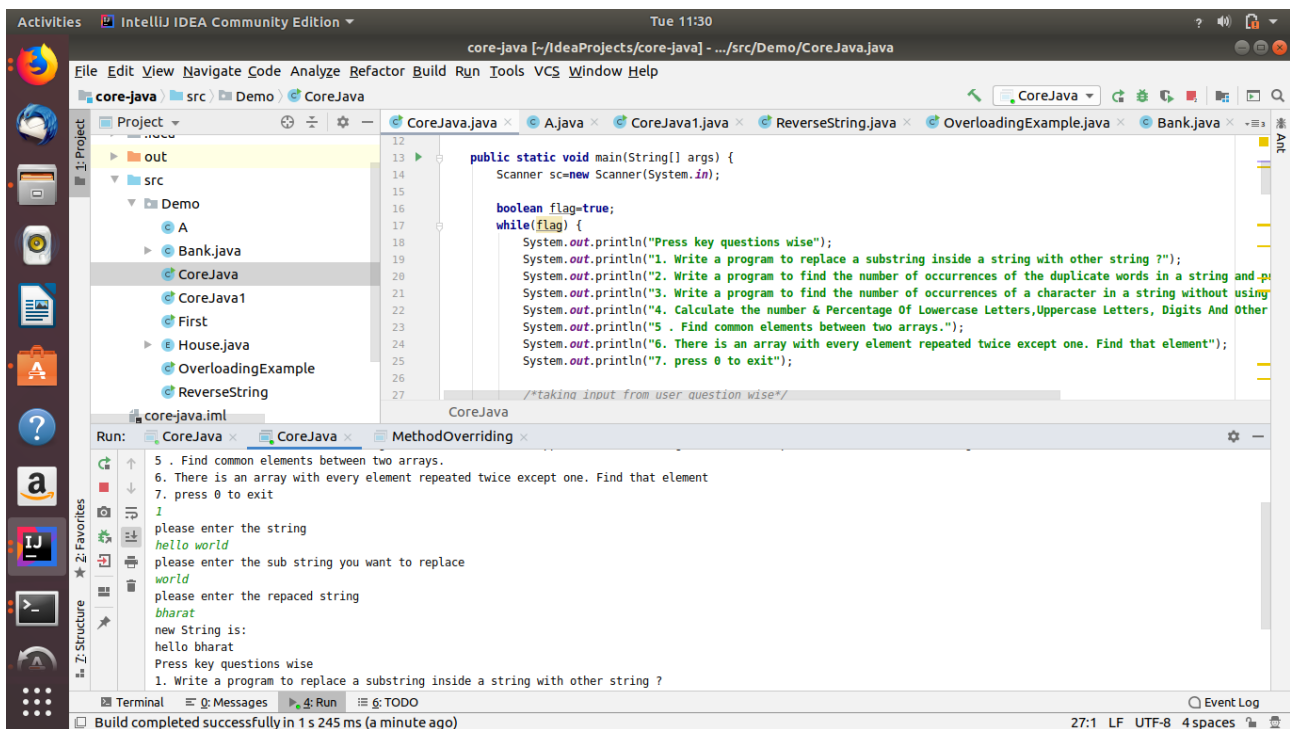 Activities IntelliJ IDEA Community Edition Tue 11:30
core-java [~/IdeaProjects/core-java] - .../src/Demo/CoreJava.java
File Edit View Navigate Code Analyze Refactor Build Run Tools VCS Window Help
core-java src Demo CoreJava CoreJava
1: Project
Project
CoreJava.java A.java CoreJava1.java ReverseString.java OverloadingExample.java Bank.java
Ant
.idea
out
src
Demo
A
Bank.java
CoreJava
CoreJava1
First
House.java
OverloadingExample
ReverseString
core-java.iml
12
13 public static void main(String[] args) {
14 Scanner sc=new Scanner(System.in);
15
16 boolean flag=true;
17 while(flag) {
18 System.out.println("Press key questions wise");
19 System.out.println("1. Write a program to replace a substring inside a string with other string ?");
20 System.out.println("2. Write a program to find the number of occurrences of the duplicate words in a string and
21 System.out.println("3. Write a program to find the number of occurrences of a character in a string without using
22 System.out.println("4. Calculate the number & Percentage Of Lowercase Letters,Uppercase Letters, Digits And Other
23 System.out.println("5 . Find common elements between two arrays.");
24 System.out.println("6. There is an array with every element repeated twice except one. Find that element");
25 System.out.println("7. press 0 to exit");
26
27 /*taking input from user question wise*/
CoreJava
Run: CoreJava CoreJava MethodOverriding
5 . Find common elements between two arrays.
6. There is an array with every element repeated twice except one. Find that element
7. press 0 to exit
1
please enter the string
hello world
please enter the sub string you want to replace
world
please enter the repaced string
bharat
new String is:
hello bharat
Press key questions wise
1. Write a program to replace a substring inside a string with other string ?
2: Favorites
7: Structure
Terminal 0: Messages 4: Run 6: TODO Event Log
Build completed successfully in 1 s 245 ms (a minute ago) 27:1 LF UTF-8 4 spaces